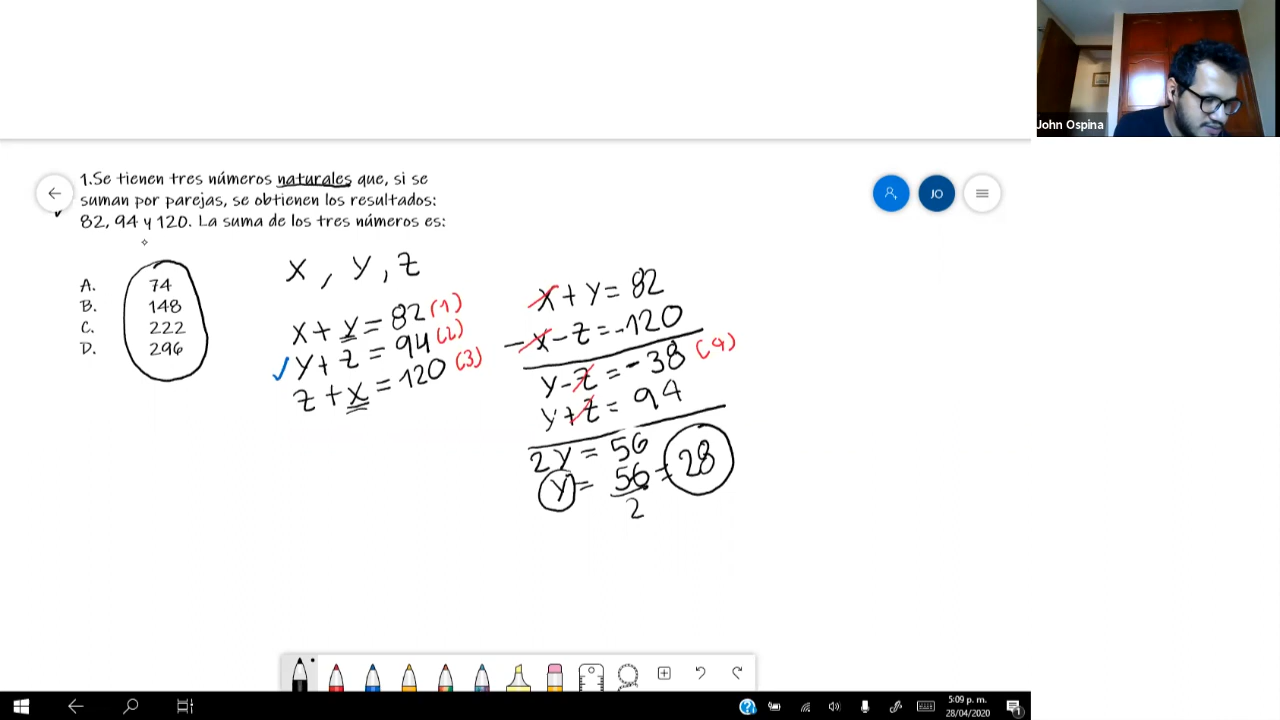 John Ospina
1.Se tienen tres números naturales que, si se
suman por parejas, se obtienen los resultados:
82, 94 y 120. La suma de los tres números es:
JO
A. 74
B. 148
C. 222
D. 296
X , Y , Z
X + y = 82 (1)
✓ y + z = 94 (2)
z + x = 120 (3)
x + y = 82
-x - z = -120
y - z = -38 (4)
y + z = 94
2y = 56
y = 56/2 = 28
5:09 p. m.
28/04/2020
1